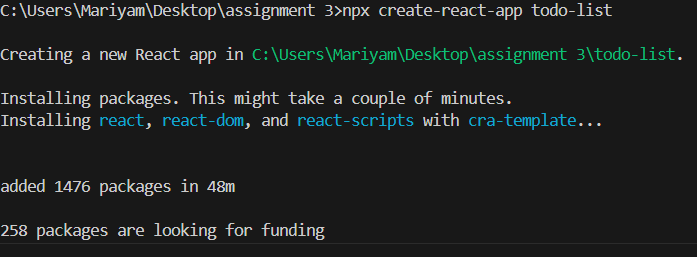 C:\Users\Mariyam\Desktop\assignment 3>npx create-react-app todo-list
Creating a new React app in C:\Users\Mariyam\Desktop\assignment 3\todo-list.
Installing packages. This might take a couple of minutes.
Installing react, react-dom, and react-scripts with cra-template...
added 1476 packages in 48m
258 packages are looking for funding